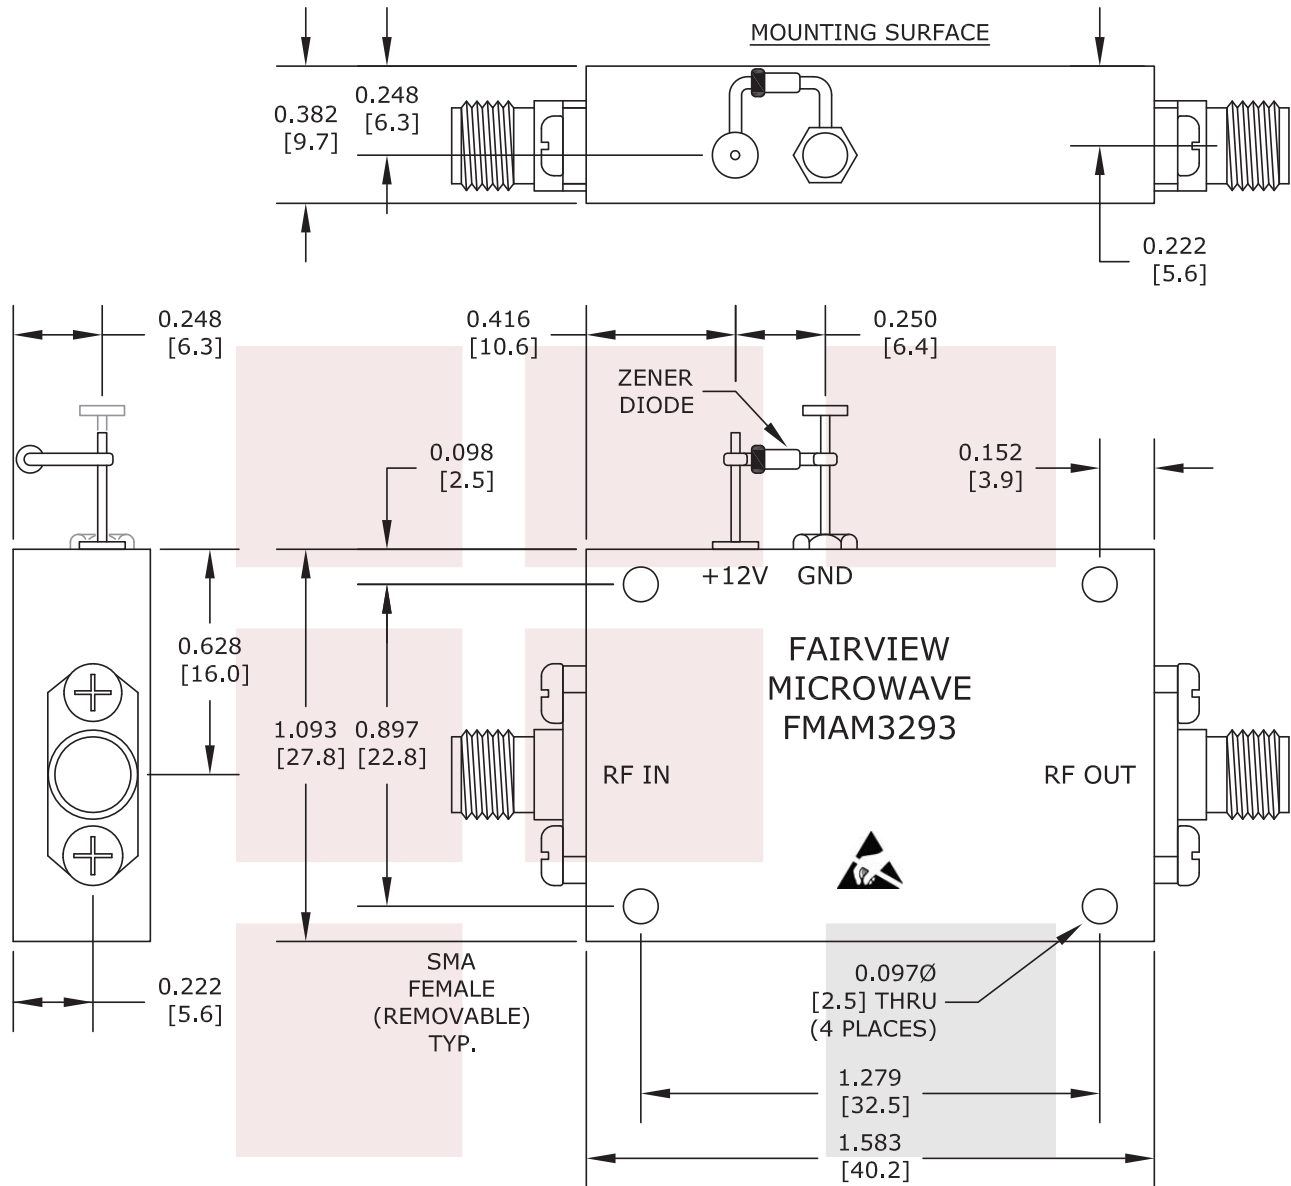 MOUNTING SURFACE
0.382
[9.7]
0.248
[6.3]
0.222
[5.6]
0.248
[6.3]
0.416
[10.6]
0.250
[6.4]
ZENER
DIODE
0.098
[2.5]
0.152
[3.9]
+12V GND
0.628
[16.0]
FAIRVIEW
MICROWAVE
FMAM3293
1.093
[27.8]
0.897
[22.8]
RF IN
RF OUT
0.222
[5.6]
SMA
FEMALE
(REMOVABLE)
TYP.
0.097Ø
[2.5] THRU
(4 PLACES)
1.279
[32.5]
1.583
[40.2]